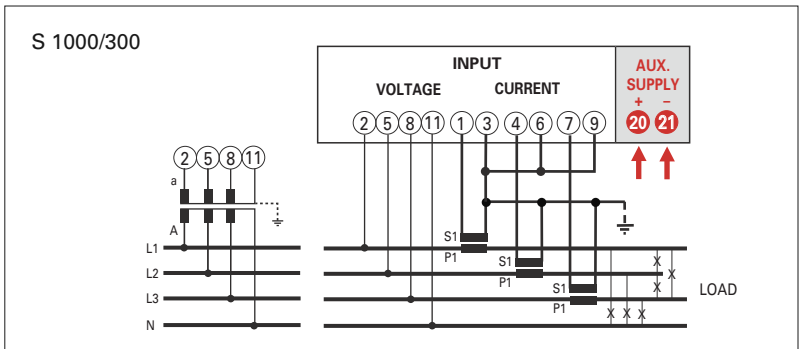 S 1000/300
INPUT
VOLTAGE CURRENT
AUX.
SUPPLY
+ −
2 5 8 11 1 3 4 6 7 9 20 21
2 5 8 11
a
A
L1
L2
L3
N
S1
P1
S1
P1
S1
P1
X X
X
X X X
LOAD